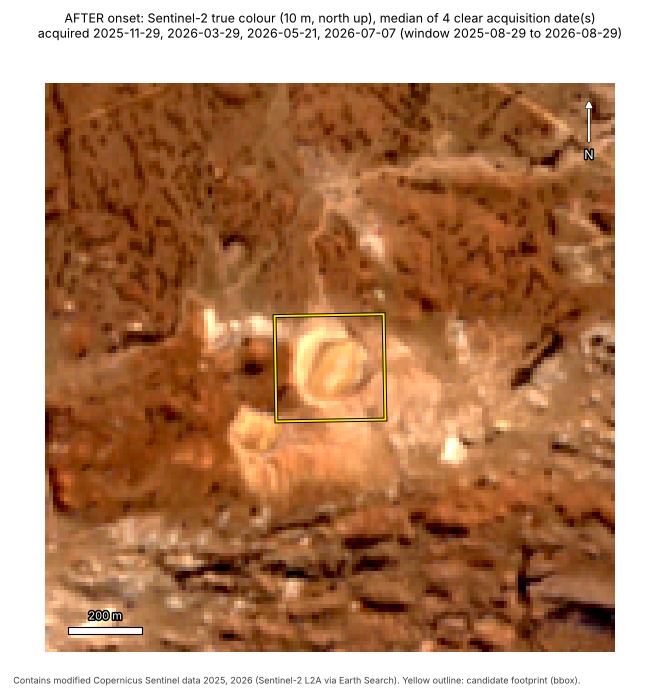 AFTER onset: Sentinel-2 true colour (10 m, north up), median of 4 clear acquisition date(s)
acquired 2025-11-29, 2026-03-29, 2026-05-21, 2026-07-07 (window 2025-08-29 to 2026-08-29)
N
200 m
Contains modified Copernicus Sentinel data 2025, 2026 (Sentinel-2 L2A via Earth Search). Yellow outline: candidate footprint (bbox).